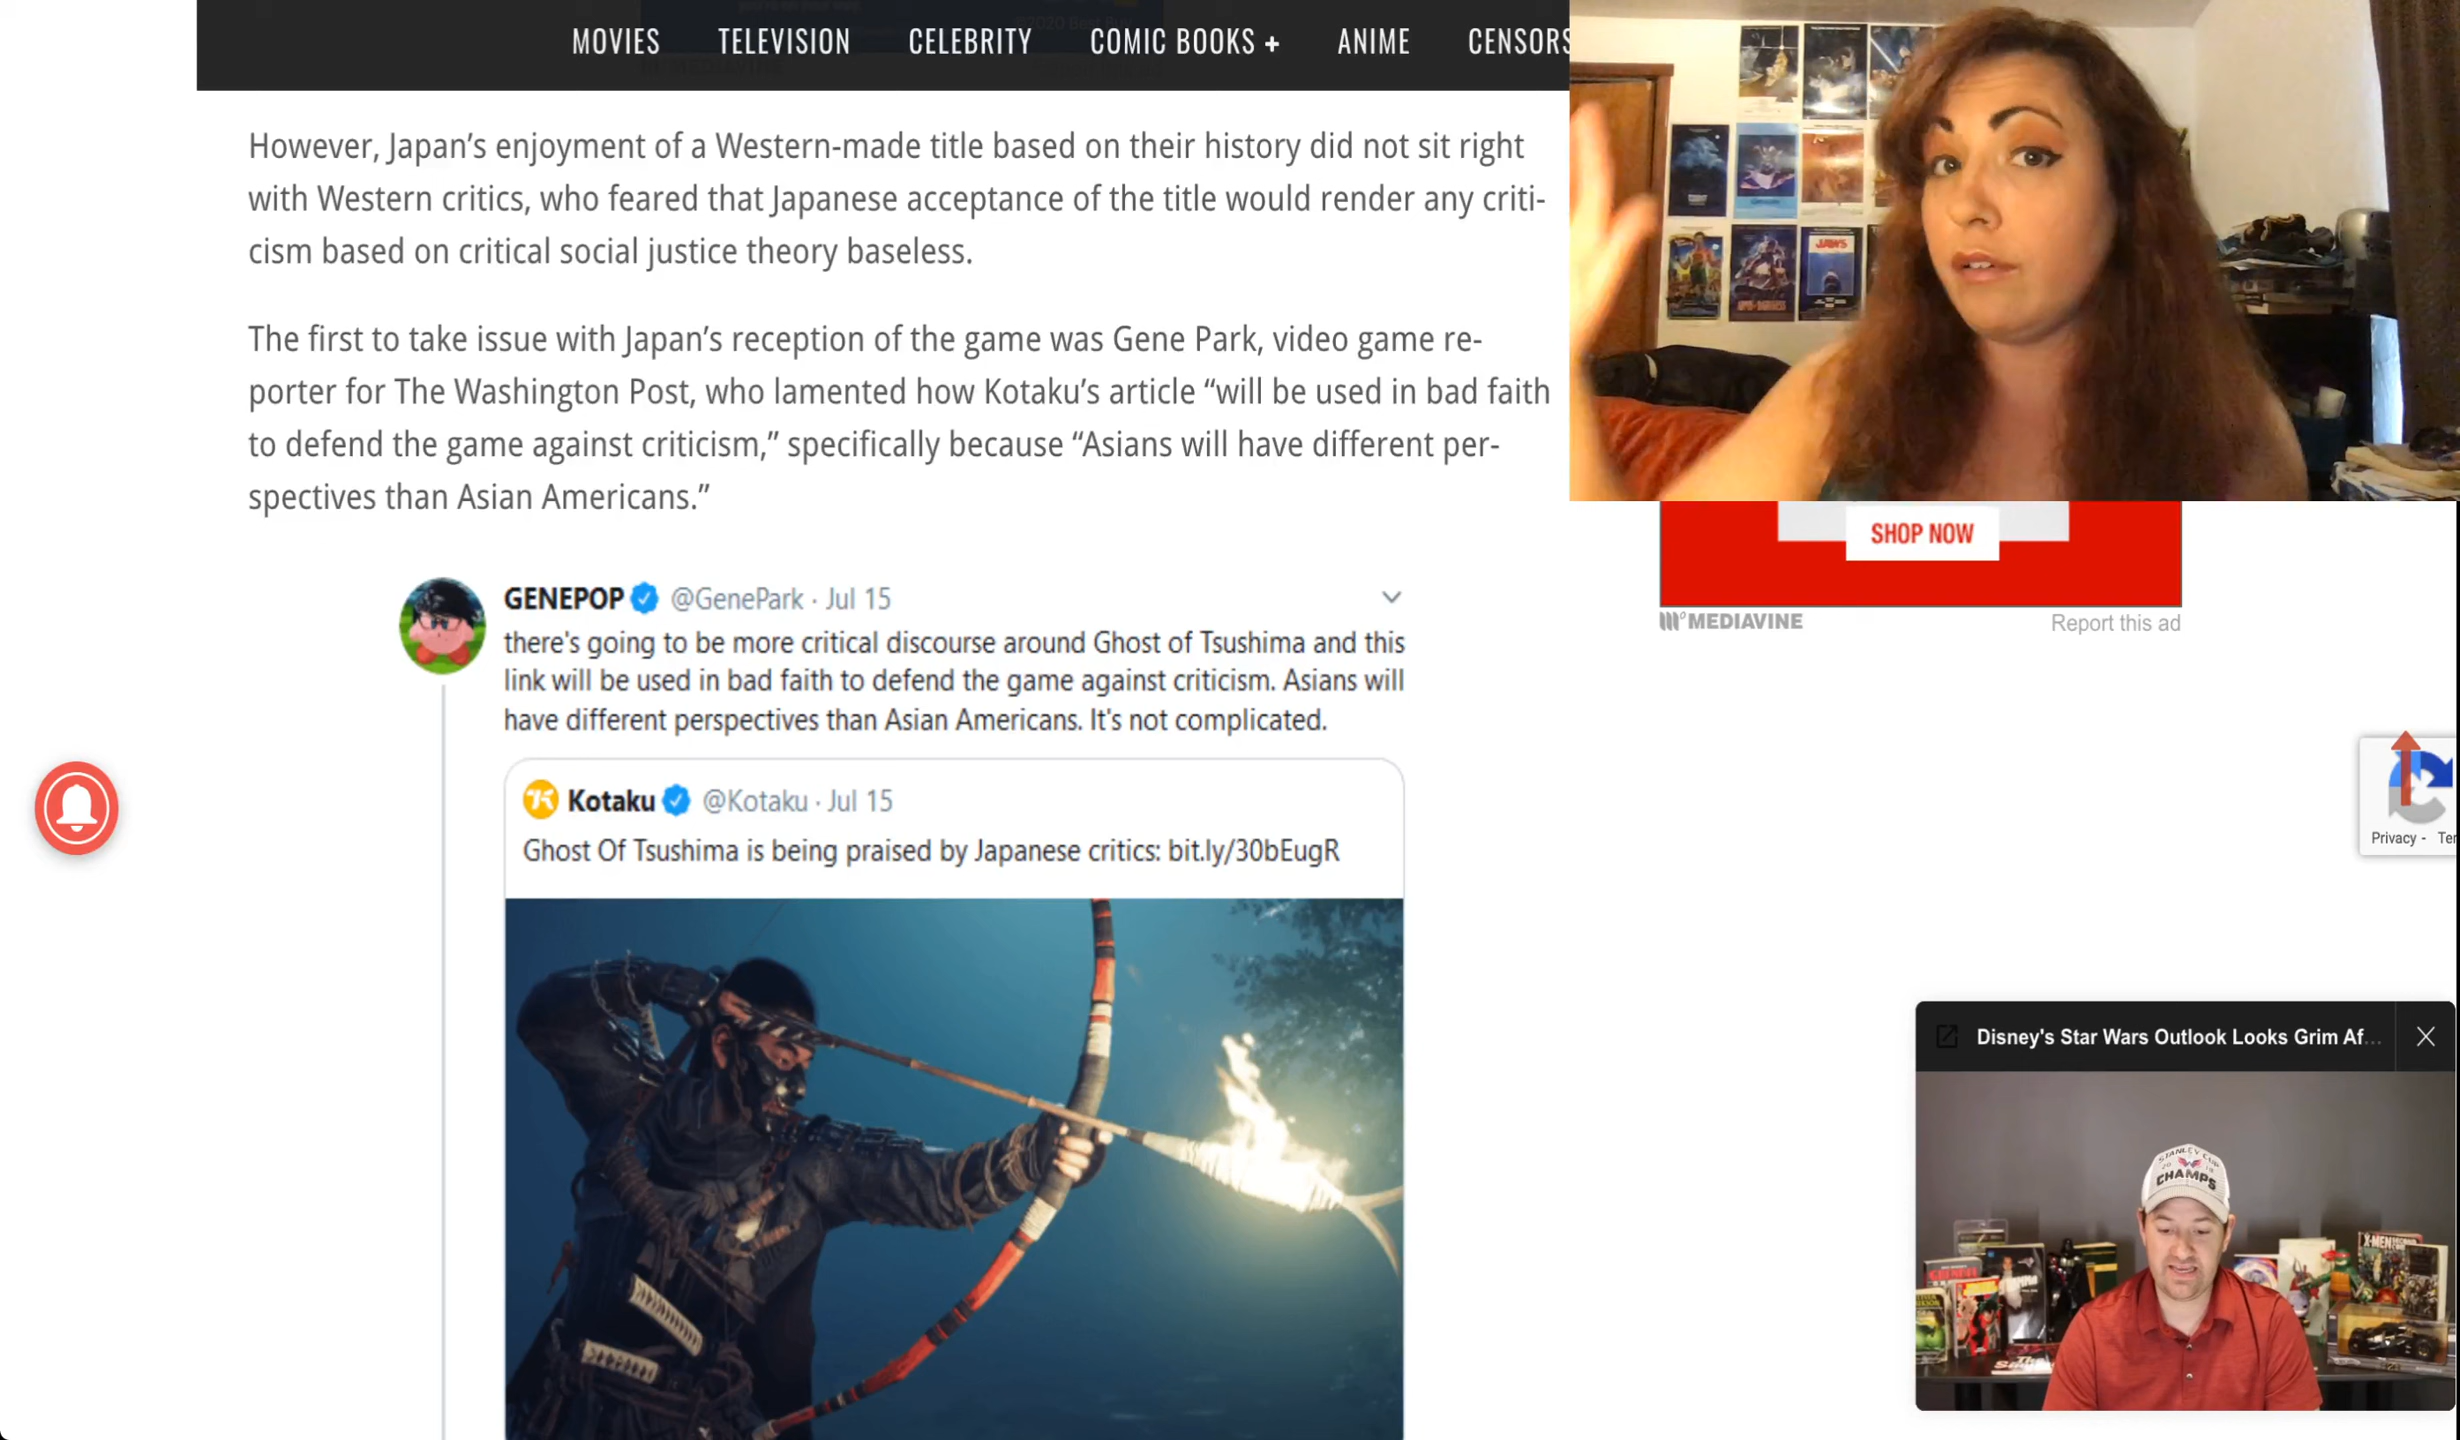 MOVIES TELEVISION CELEBRITY COMIC BOOKS + ANIME CENSORS
However, Japan's enjoyment of a Western-made title based on their history did not sit right
with Western critics, who feared that Japanese acceptance of the title would render any criti-
cism based on critical social justice theory baseless.
The first to take issue with Japan's reception of the game was Gene Park, video game re-
porter for The Washington Post, who lamented how Kotaku's article “will be used in bad faith
to defend the game against criticism,” specifically because “Asians will have different per-
spectives than Asian Americans.”
JAWS
SHOP NOW
MEDIAVINE Report this ad
GENEPOP @GenePark · Jul 15
there's going to be more critical discourse around Ghost of Tsushima and this
link will be used in bad faith to defend the game against criticism. Asians will
have different perspectives than Asian Americans. It's not complicated.
Kotaku @Kotaku · Jul 15
Ghost Of Tsushima is being praised by Japanese critics: bit.ly/30bEugR
Privacy - Ter
Disney's Star Wars Outlook Looks Grim Af...
STANLEY CUP
CHAMPS
X-MEN